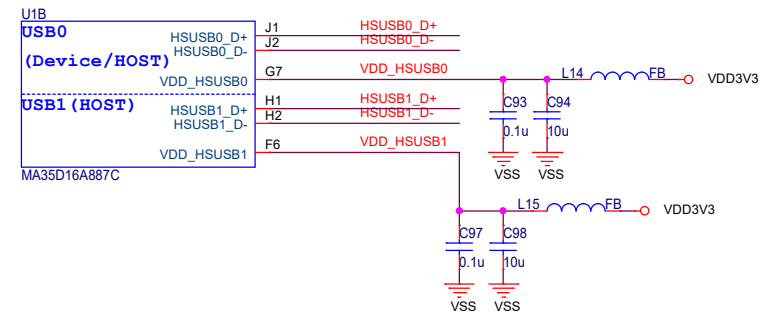 U1B
USB0
(Device/HOST)
HSUSB0_D+ J1 HSUSB0_D+
HSUSB0_D- J2 HSUSB0_D-
VDD_HSUSB0 G7 VDD_HSUSB0
L14 FB VDD3V3
USB1(HOST)
HSUSB1_D+ H1 HSUSB1_D+
HSUSB1_D- H2 HSUSB1_D-
C93 C94
0.1u 10u
VDD_HSUSB1 F6 VDD_HSUSB1
VSS VSS
MA35D16A887C
L15 FB VDD3V3
C97 C98
0.1u 10u
VSS VSS